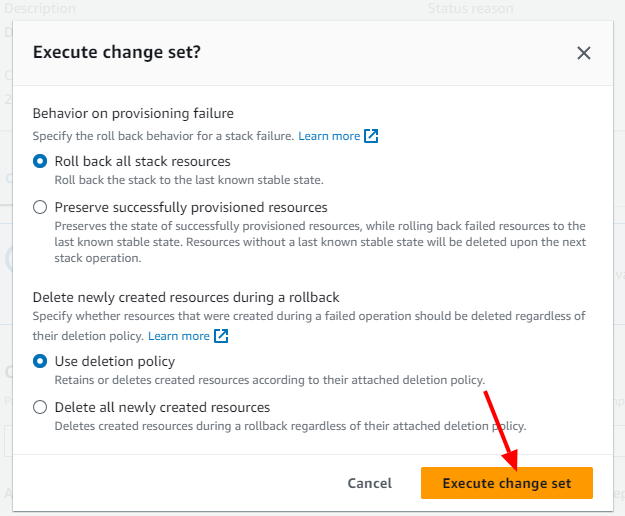 Description
Status reason
Execute change set?
Behavior on provisioning failure
Specify the roll back behavior for a stack failure. Learn more
Roll back all stack resources
Roll back the stack to the last known stable state.
Preserve successfully provisioned resources
Preserves the state of successfully provisioned resources, while rolling back failed resources to the
last known stable state. Resources without a last known stable state will be deleted upon the next
stack operation.
Delete newly created resources during a rollback
Specify whether resources that were created during a failed operation should be deleted regardless of
their deletion policy. Learn more
Use deletion policy
Retains or deletes created resources according to their attached deletion policy.
Delete all newly created resources
Deletes created resources during a rollback regardless of their attached deletion policy.
Cancel
Execute change set